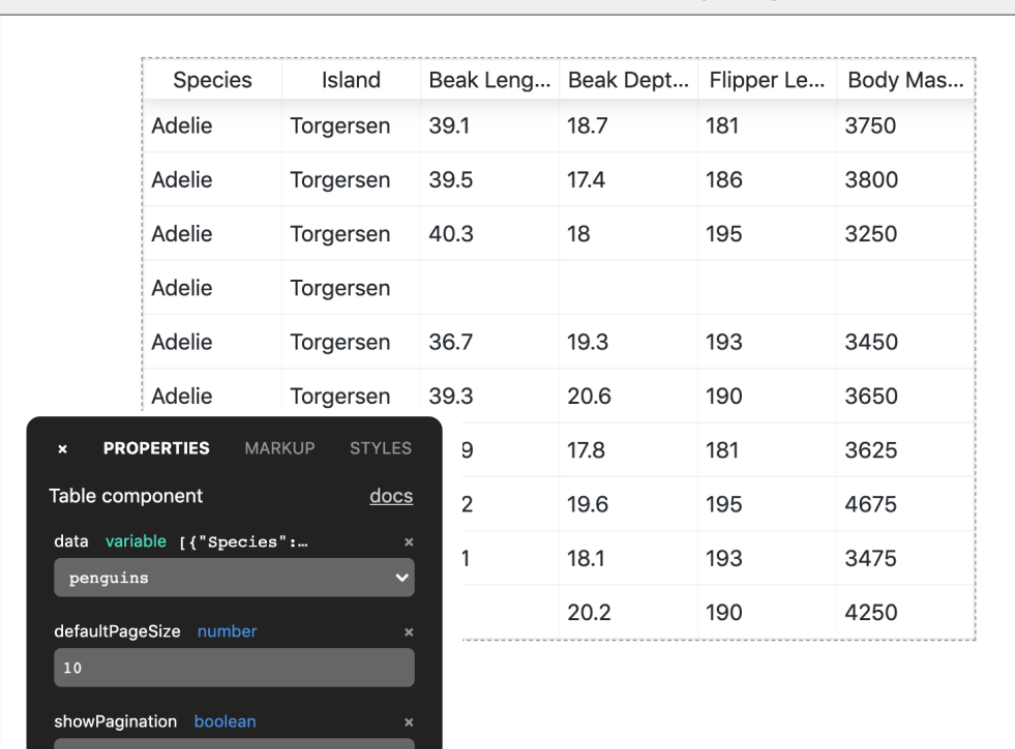 Species Island Beak Leng... Beak Dept... Flipper Le... Body Mas...
Adelie Torgersen 39.1 18.7 181 3750
Adelie Torgersen 39.5 17.4 186 3800
Adelie Torgersen 40.3 18 195 3250
Adelie Torgersen
Adelie Torgersen 36.7 19.3 193 3450
Adelie Torgersen 39.3 20.6 190 3650
9 17.8 181 3625
2 19.6 195 4675
1 18.1 193 3475
20.2 190 4250
× PROPERTIES MARKUP STYLES
Table component docs
data variable [{"Species":… ×
penguins
defaultPageSize number ×
10
showPagination boolean ×